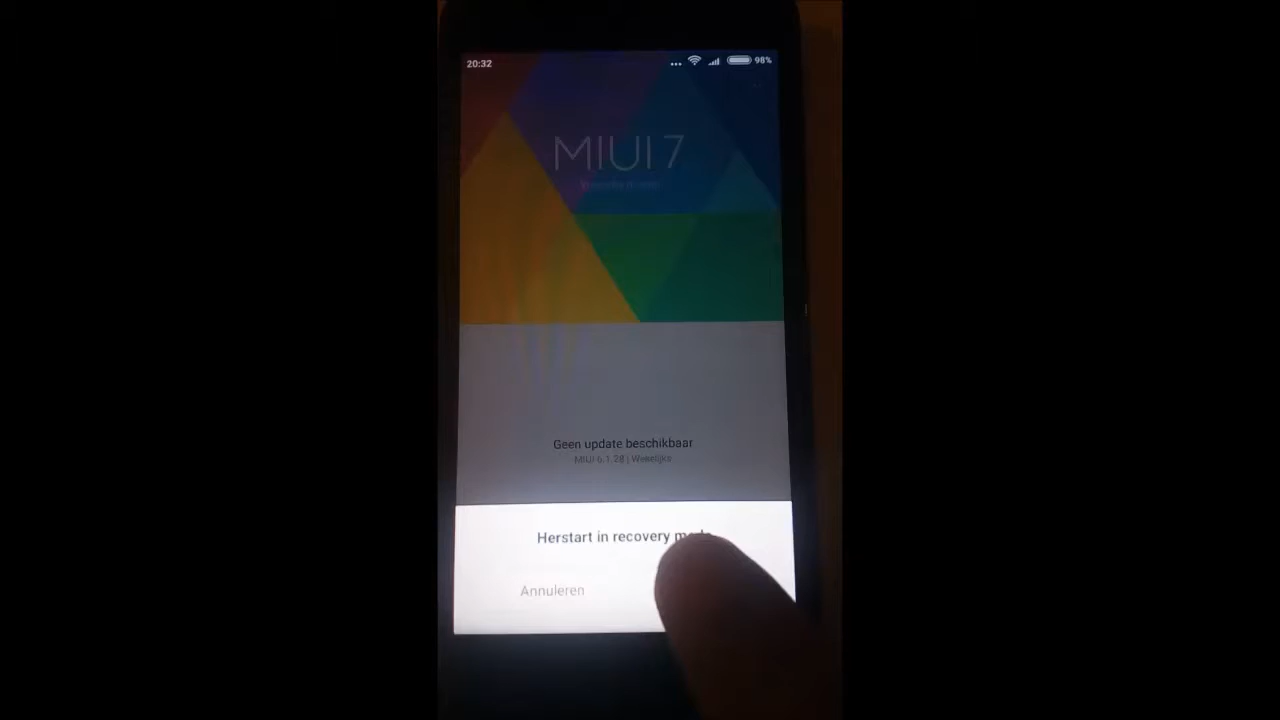 20:32
98%
MIUI 7
Geen update beschikbaar
MIUI 6.1.28 | Wekelijks
Herstart in recovery mode
Annuleren